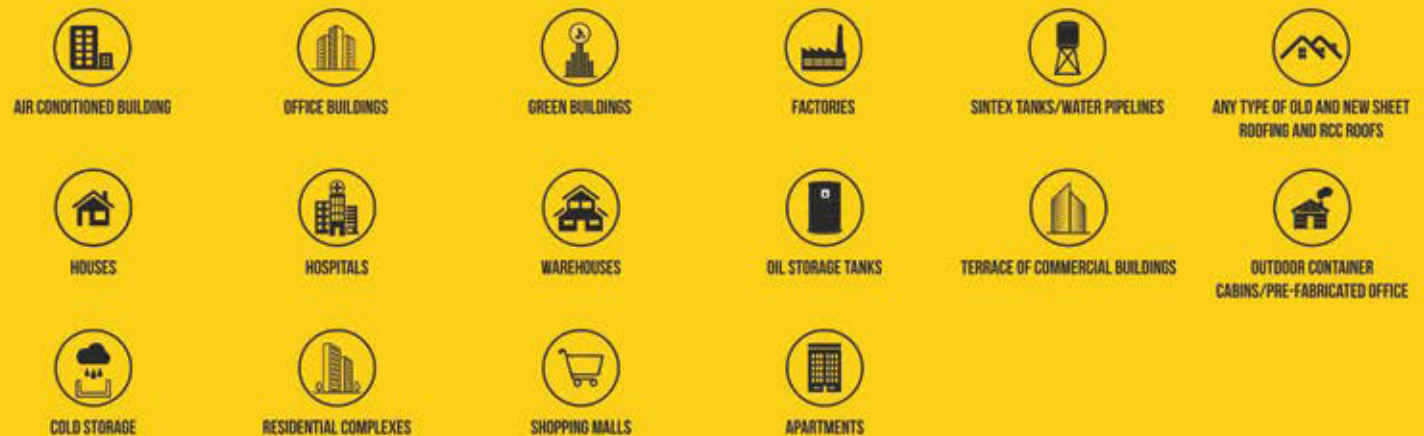 AIR CONDITIONED BUILDING
OFFICE BUILDINGS
GREEN BUILDINGS
FACTORIES
SINTEX TANKS/WATER PIPELINES
ANY TYPE OF OLD AND NEW SHEET
ROOFING AND RCC ROOFS
HOUSES
HOSPITALS
WAREHOUSES
OIL STORAGE TANKS
TERRACE OF COMMERCIAL BUILDINGS
OUTDOOR CONTAINER
CABINS/PRE-FABRICATED OFFICE
COLD STORAGE
RESIDENTIAL COMPLEXES
SHOPPING MALLS
APARTMENTS